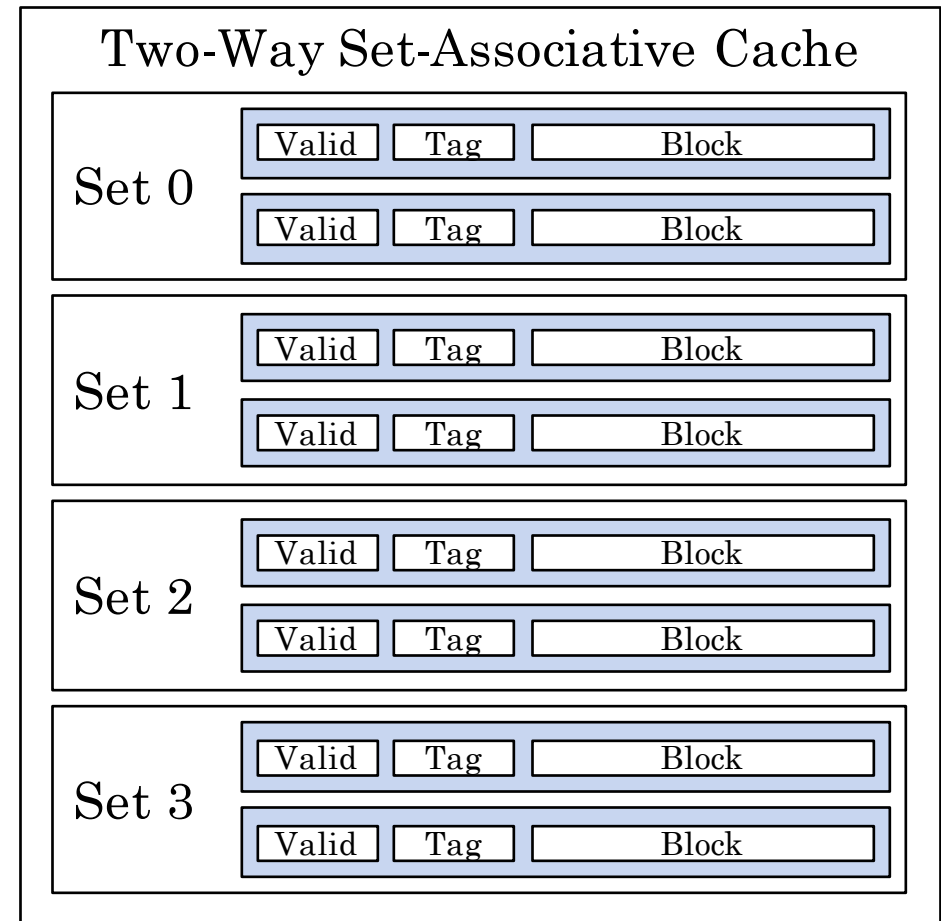 Two-Way Set-Associative Cache
Valid Tag Block
Set 0
Valid Tag Block
Valid Tag Block
Set 1
Valid Tag Block
Valid Tag Block
Set 2
Valid Tag Block
Valid Tag Block
Set 3
Valid Tag Block